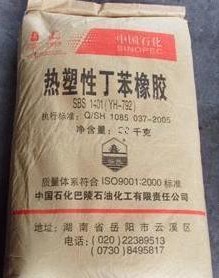 中国石化
SINOPEC
热塑性丁苯橡胶
SBS 1401 (YH-792)
执行标准：Q/SH 1085 037-2005
净含量： 千克
质量体系符合ISO9001:2000标准
中国石化巴陵石油化工有限责任公司
地址：湖南省岳阳市云溪区
电话：(020) 22389513
(0730) 8495817